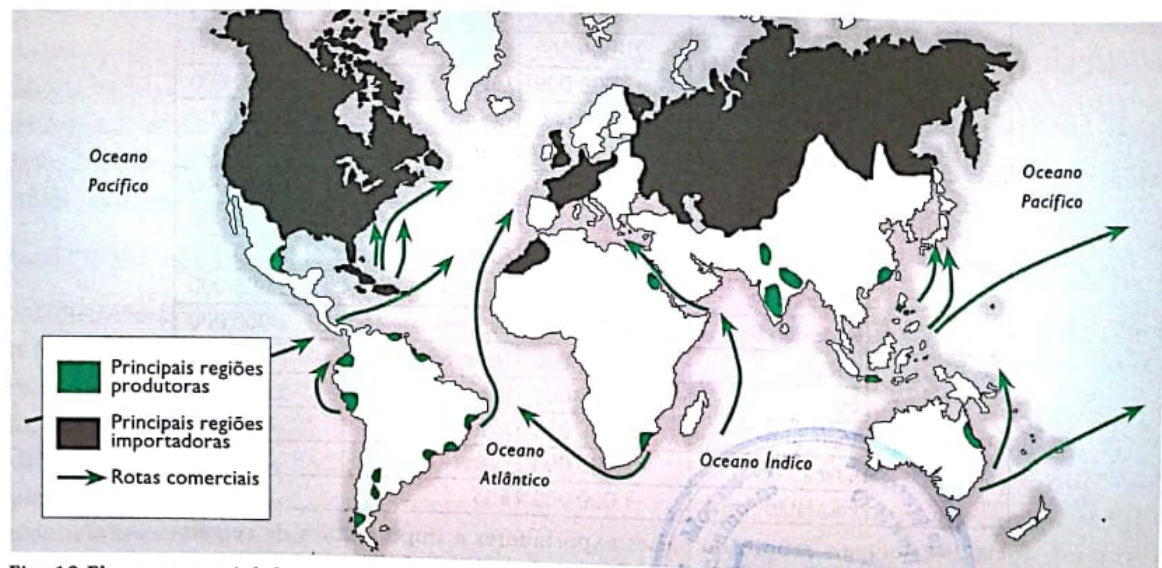 Oceano
Pacífico
Oceano
Pacífico
Principais regiões
produtoras
Principais regiões
importadoras
Rotas comerciais
Oceano
Atlântico
Oceano Índico